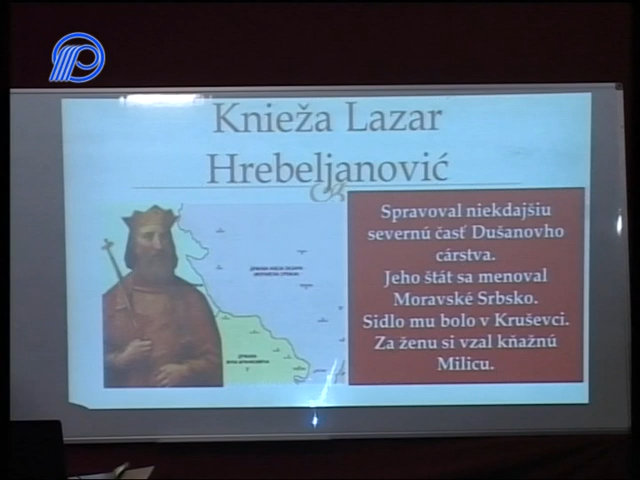 Knieža Lazar
Hrebeljanović
Spravoval niekdajšiu
severnú časť Dušanovho
cárstva.
Jeho štát sa menoval
Moravské Srbsko.
Sídlo mu bolo v Kruševci.
Za ženu si vzal kňažnú
Milicu.